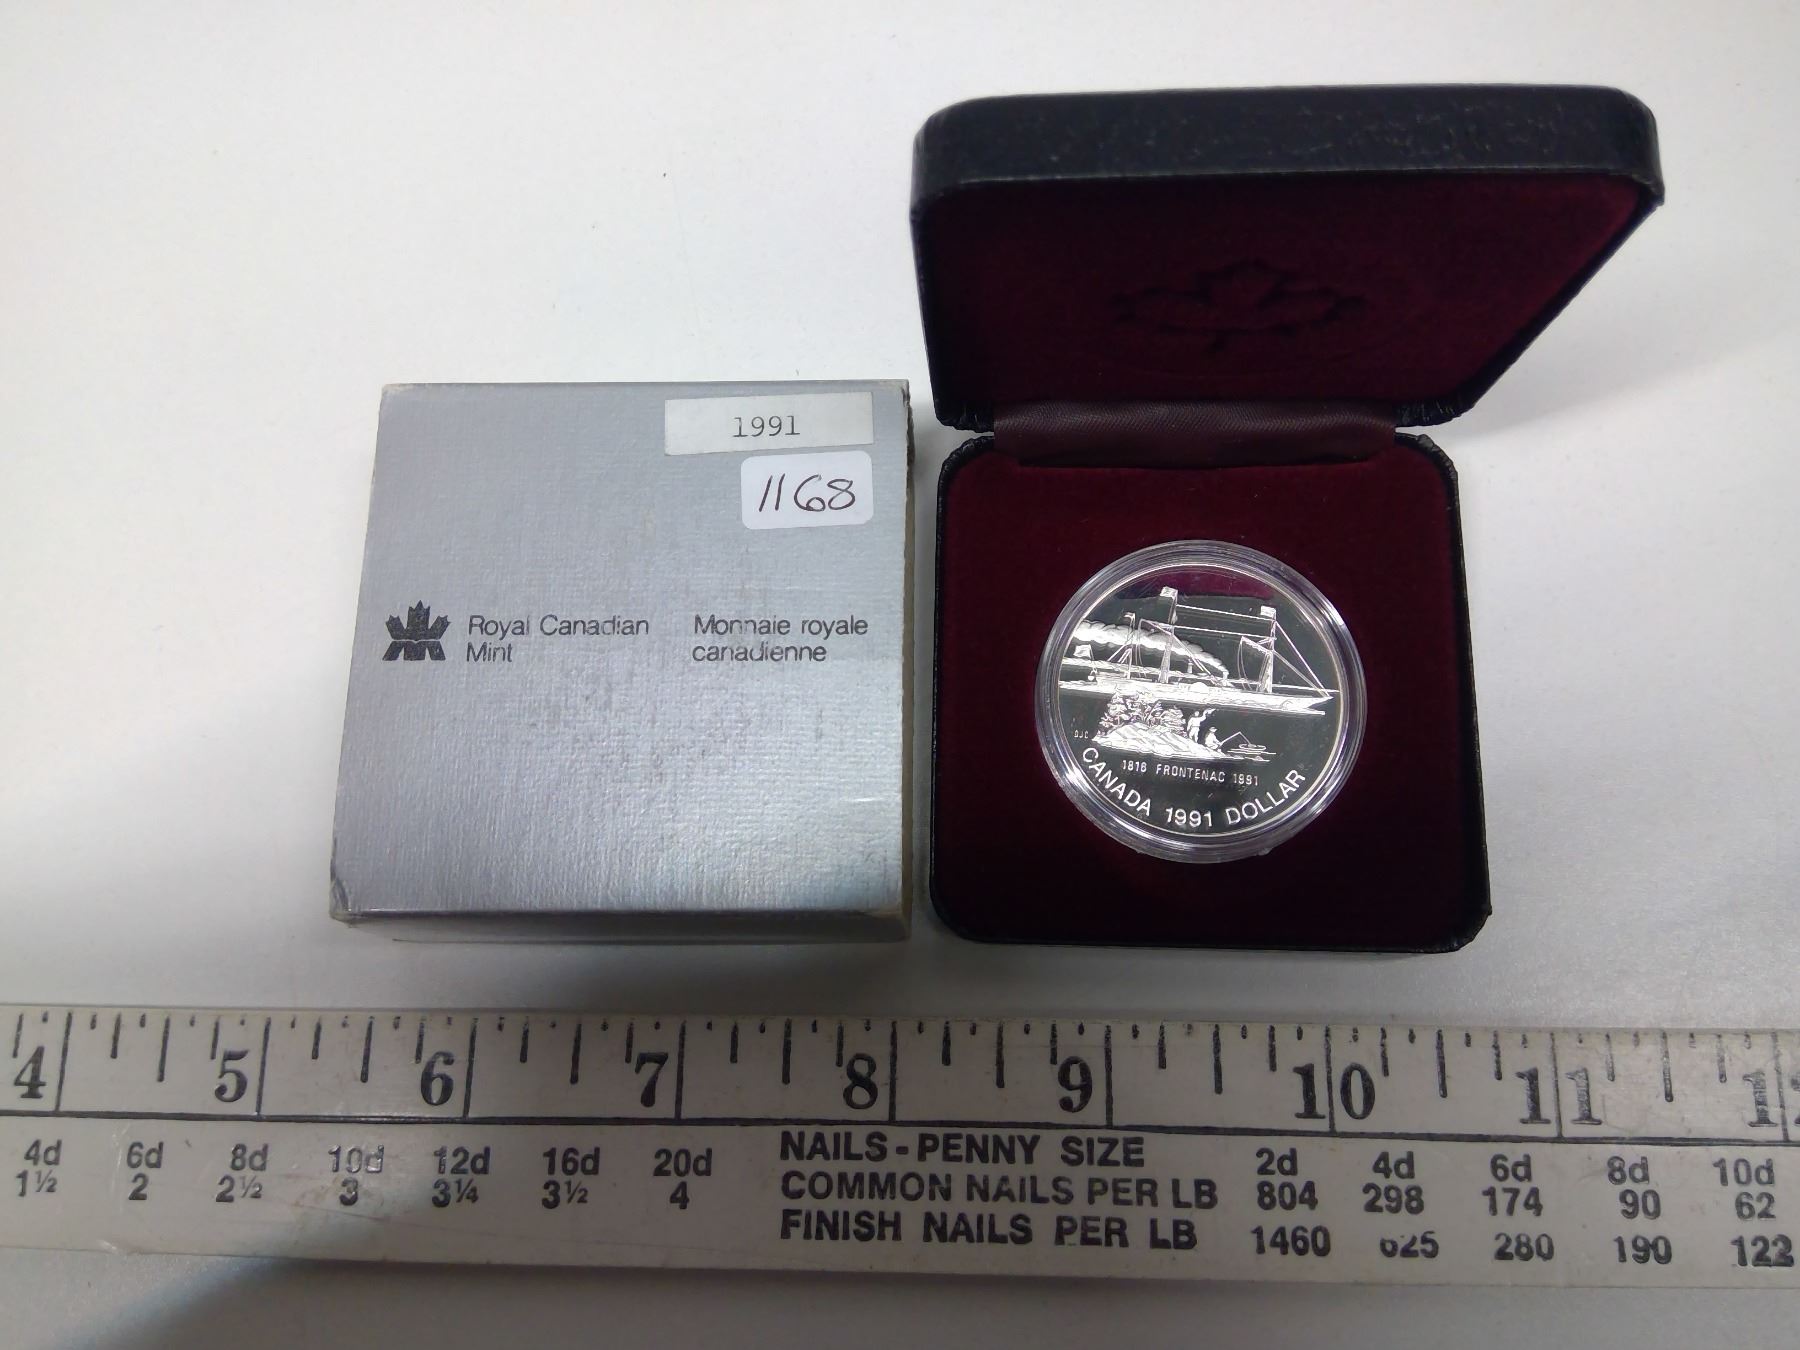 1991
1168
Royal Canadian
Mint
Monnaie royale
canadienne
DJC
1816 FRONTENAC 1991
CANADA 1991 DOLLAR
4 5 6 7 8 9 10 11
4d 6d 8d 10d 12d 16d 20d
1½ 2 2½ 3 3¼ 3½ 4
NAILS - PENNY SIZE 2d 4d 6d 8d 10d
COMMON NAILS PER LB 804 298 174 90 62
FINISH NAILS PER LB 1460 625 280 190 122